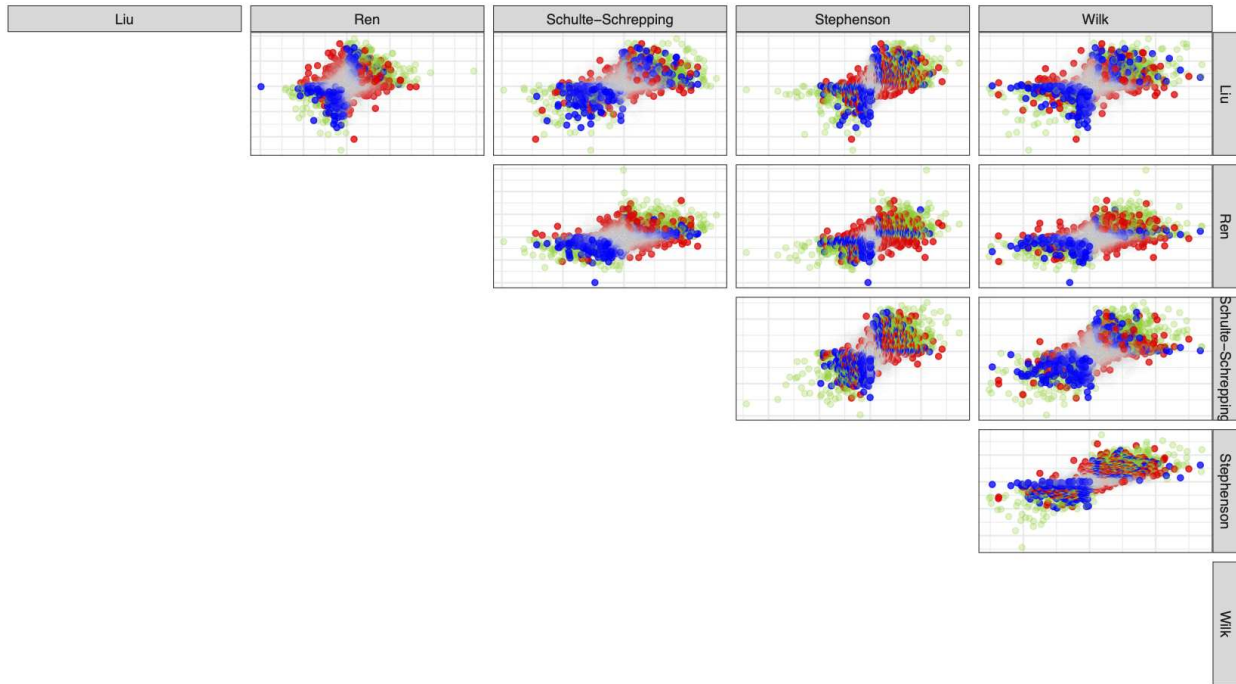 Liu
Ren
Schulte−Schrepping
Stephenson
Wilk
Liu
Ren
Schulte−Schrepping
Stephenson
Wilk